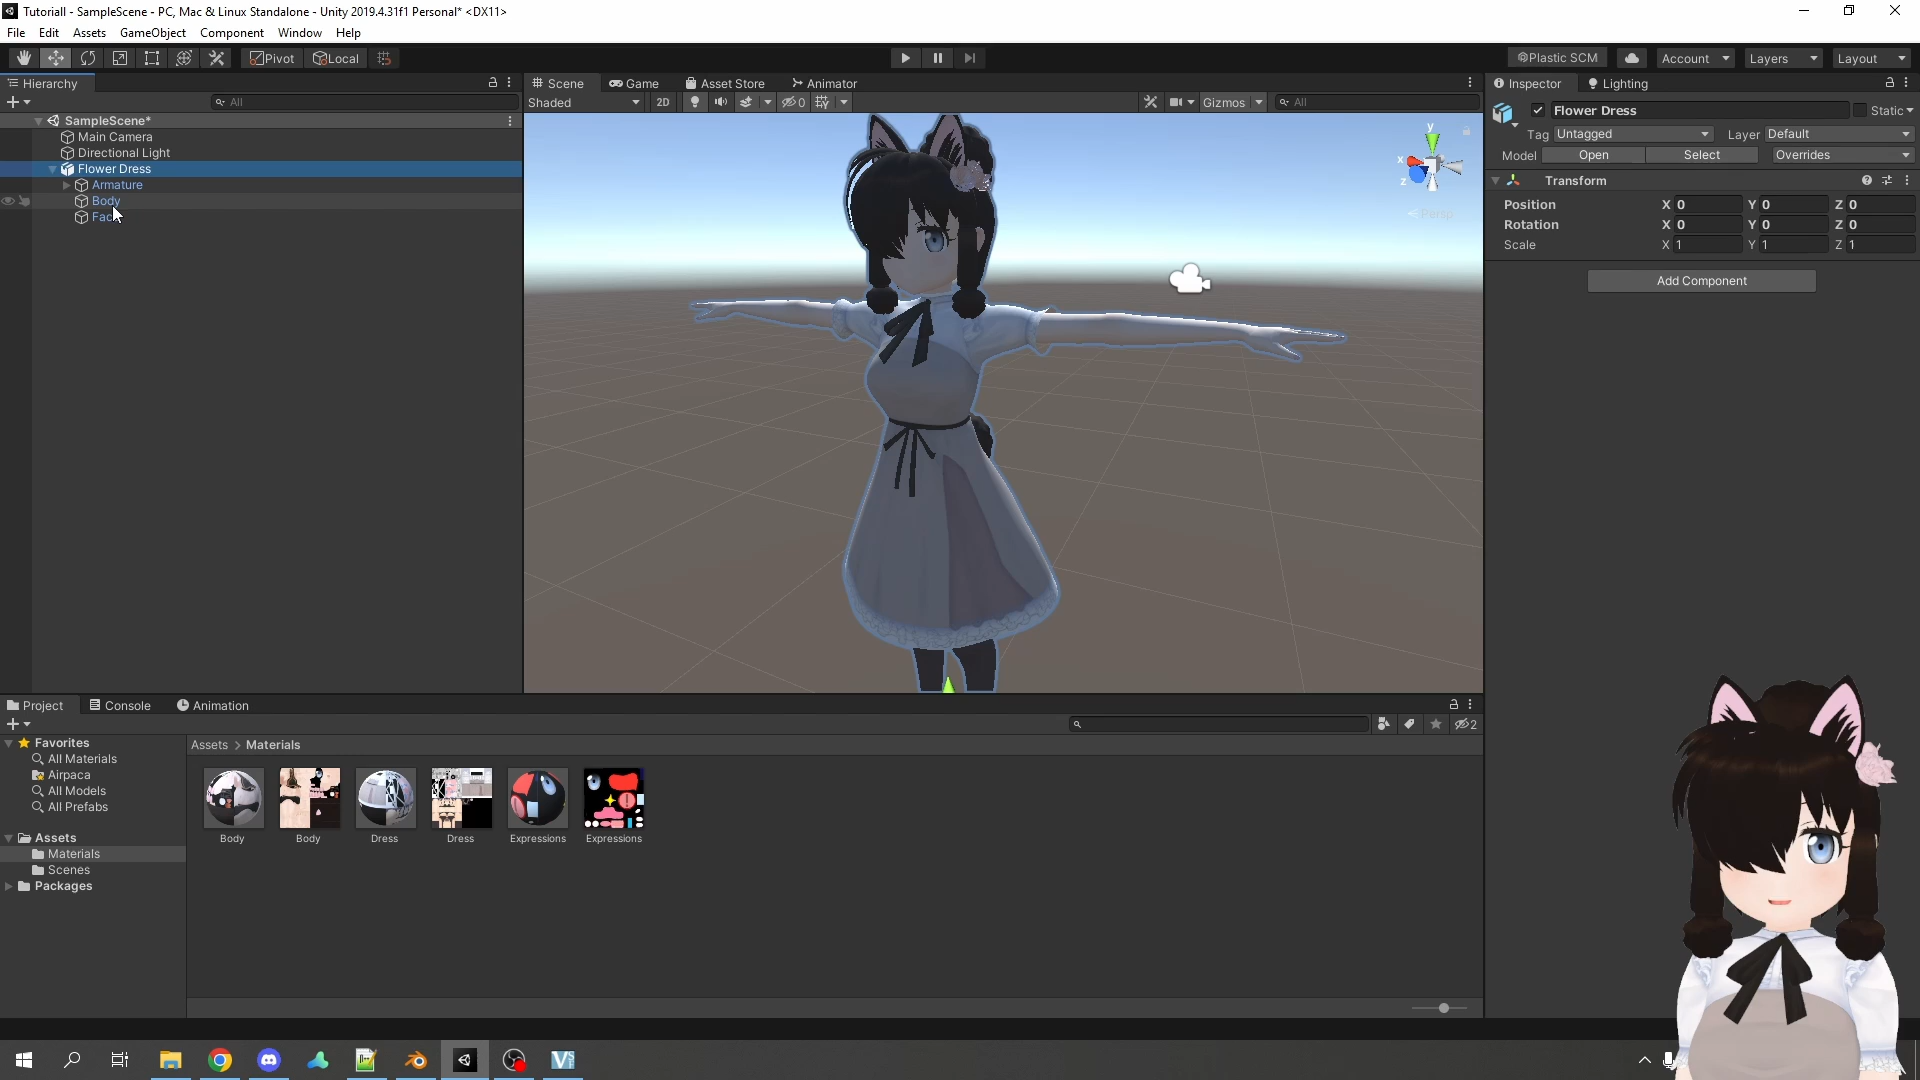 Tutoriall - SampleScene - PC, Mac & Linux Standalone - Unity 2019.4.31f1 Personal* <DX11>
File Edit Assets GameObject Component Window Help
Pivot Local Plastic SCM Account Layers Layout
Hierarchy
All
SampleScene*
Main Camera
Directional Light
Flower Dress
Armature
Body
Fac
Scene Game Asset Store Animator
Shaded 2D 0 Gizmos All
y
x
z
Persp
Inspector Lighting
Flower Dress Static
Tag Untagged Layer Default
Model Open Select Overrides
Transform
Position X 0 Y 0 Z 0
Rotation X 0 Y 0 Z 0
Scale X 1 Y 1 Z 1
Add Component
Project Console Animation
2
Favorites
All Materials
Airpaca
All Models
All Prefabs
Assets
Materials
Scenes
Packages
Assets > Materials
Body Body Dress Dress Expressions Expressions